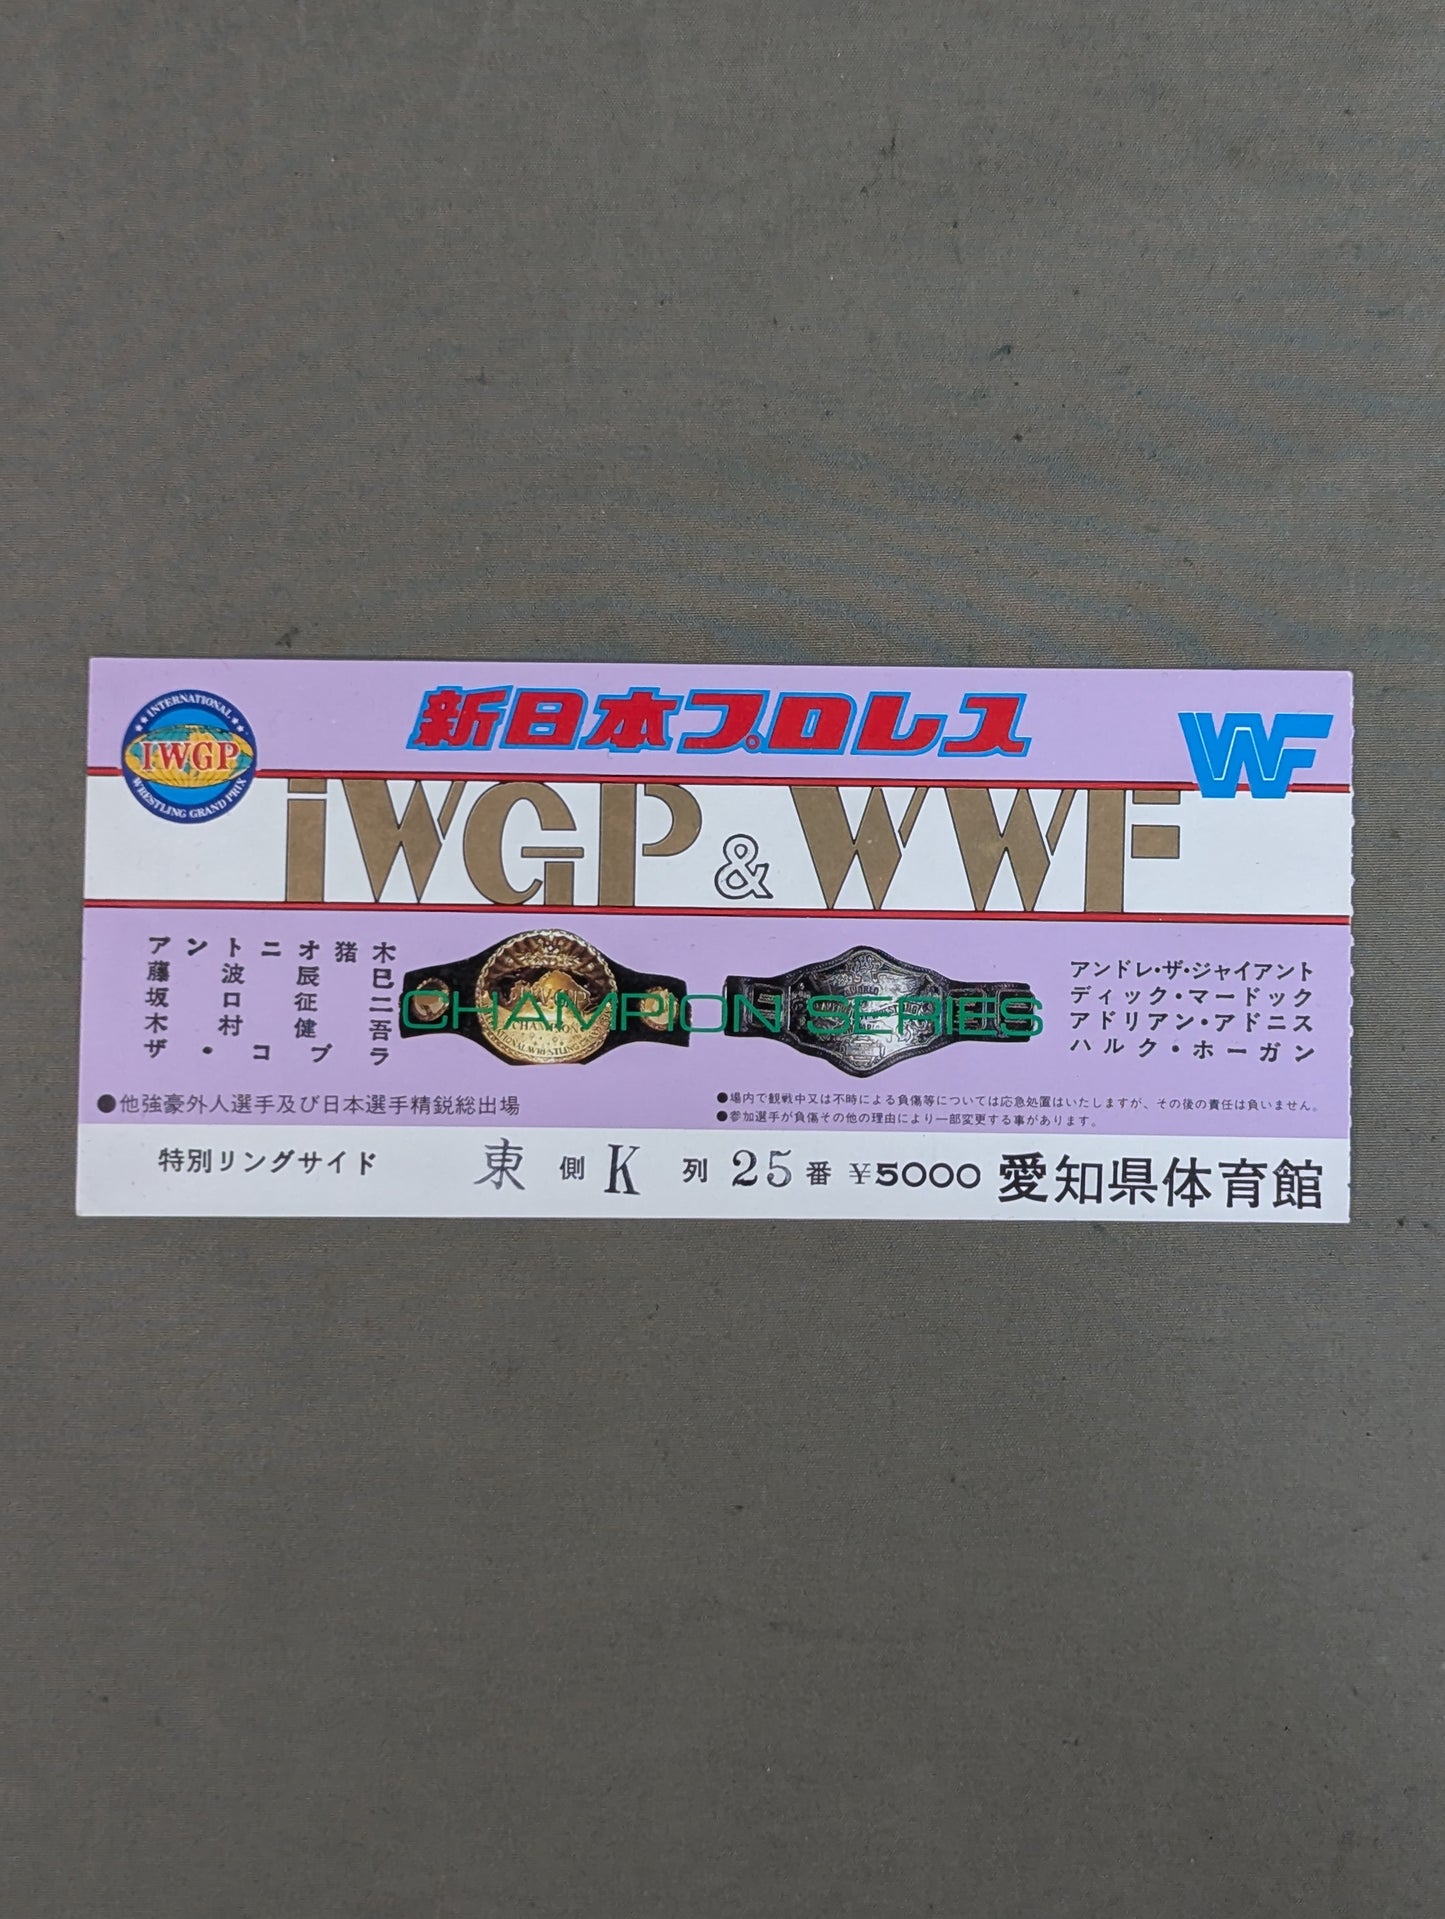 INTERNATIONAL
IWGP
WRESTLING GRAND PRIX
新日本プロレス
WF
iWGP & WWF
アントニオ猪木
藤波辰巳
坂口征二
木村健吾
ザ・コブラ
CHAMPION SERIES
アンドレ・ザ・ジャイアント
ディック・マードック
アドリアン・アドニス
ハルク・ホーガン
●他強豪外人選手及び日本選手精鋭総出場
●場内で観戦中又は不時による負傷等については応急処置はいたしますが、その後の責任は負いません。
●参加選手が負傷その他の理由により一部変更する事があります。
特別リングサイド 東側 K 列 25 番 ¥5000 愛知県体育館